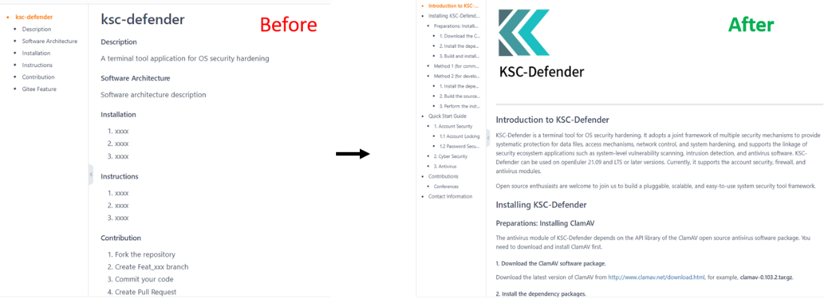 ksc-defender
Description
Software Architecture
Installation
Instructions
Contribution
Gitee Feature
ksc-defender
Before
Description
A terminal tool application for OS security hardening
Software Architecture
Software architecture description
Installation
1. xxxx
2. xxxx
3. xxxx
Instructions
1. xxxx
2. xxxx
3. xxxx
Contribution
1. Fork the repository
2. Create Feat_xxx branch
3. Commit your code
4. Create Pull Request
Introduction to KSC-...
Installing KSC-Defend...
Preparations: Installi...
1. Download the C...
2. Install the depe...
3. Build and install...
Method 1 (for comm...
Method 2 (for develo...
1. Install the depe...
2. Build the source...
3. Perform the inst...
Quick Start Guide
1. Account Security
1.1 Account Locking
1.2 Password Secu...
2. Cyber Security
3. Antivirus
Contributions
Conferences
Contact Information
After
KSC-Defender
Introduction to KSC-Defender
KSC-Defender is a terminal tool for OS security hardening. It adopts a joint framework of multiple security mechanisms to provide
systematic protection for data files, access mechanisms, network control, and system hardening, and supports the linkage of
security ecosystem applications such as system-level vulnerability scanning, intrusion detection, and antivirus software. KSC-
Defender can be used on openEuler 21.09 and LTS or later versions. Currently, it supports the account security, firewall, and
antivirus modules.
Open source enthusiasts are welcome to join us to build a pluggable, scalable, and easy-to-use system security tool framework.
Installing KSC-Defender
Preparations: Installing ClamAV
The antivirus module of KSC-Defender depends on the API library of the ClamAV open source antivirus software package. You
need to download and install ClamAV first.
1. Download the ClamAV software package.
Download the latest version of ClamAV from http://www.clamav.net/download.html, for example, clamav-0.103.2.tar.gz.
2. Install the dependency packages.